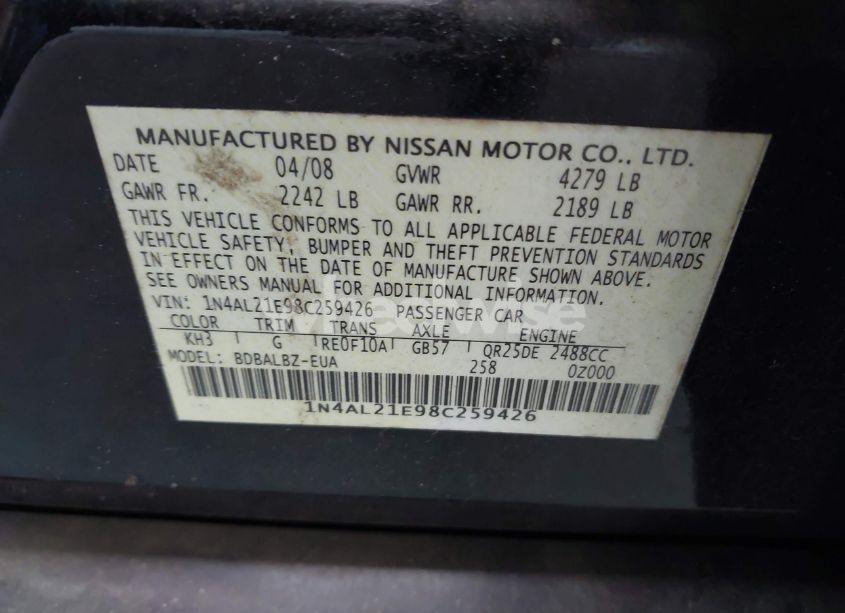 MANUFACTURED BY NISSAN MOTOR CO., LTD.
DATE 04/08 GVWR 4279 LB
GAWR FR. 2242 LB GAWR RR. 2189 LB
THIS VEHICLE CONFORMS TO ALL APPLICABLE FEDERAL MOTOR
VEHICLE SAFETY, BUMPER AND THEFT PREVENTION STANDARDS
IN EFFECT ON THE DATE OF MANUFACTURE SHOWN ABOVE.
SEE OWNERS MANUAL FOR ADDITIONAL INFORMATION.
VIN: 1N4AL21E98C259426 PASSENGER CAR
COLOR TRIM TRANS AXLE ENGINE
KH3 G RE0F10A GB57 QR25DE 2488CC
MODEL: BDBALBZ-EUA 258 0Z000
1N4AL21E98C259426